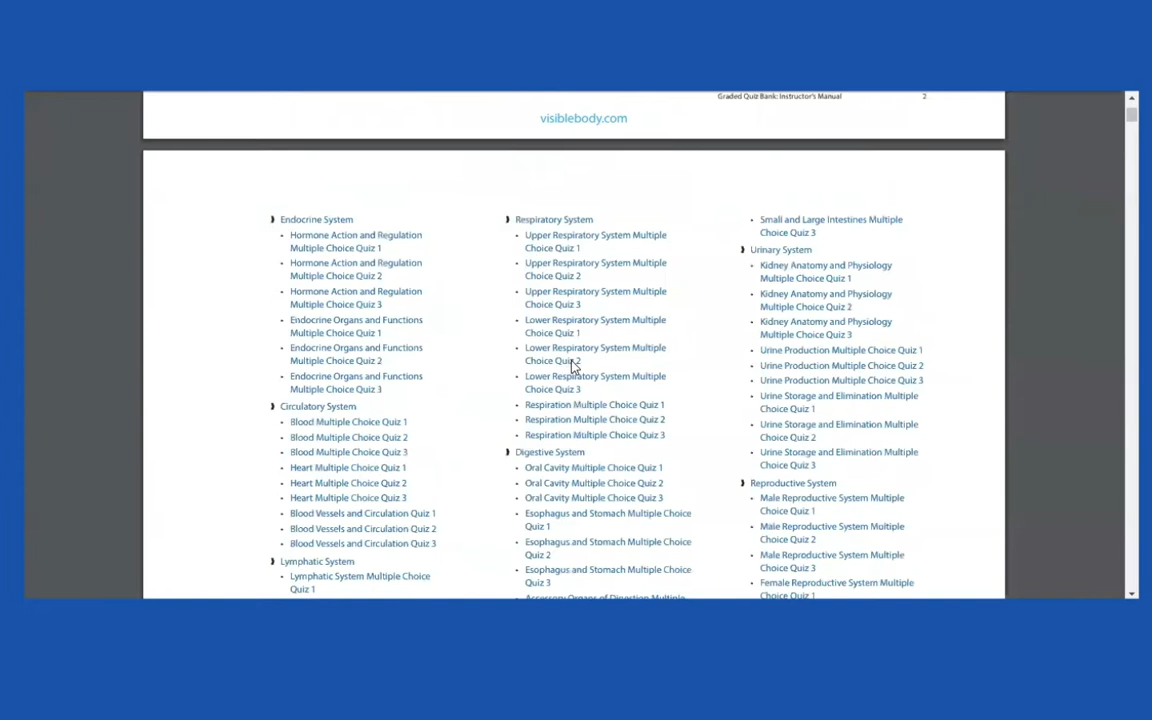 Graded Quiz Bank: Instructor's Manual 2
visiblebody.com
Endocrine System
Hormone Action and Regulation
Multiple Choice Quiz 1
Hormone Action and Regulation
Multiple Choice Quiz 2
Hormone Action and Regulation
Multiple Choice Quiz 3
Endocrine Organs and Functions
Multiple Choice Quiz 1
Endocrine Organs and Functions
Multiple Choice Quiz 2
Endocrine Organs and Functions
Multiple Choice Quiz 3
Circulatory System
Blood Multiple Choice Quiz 1
Blood Multiple Choice Quiz 2
Blood Multiple Choice Quiz 3
Heart Multiple Choice Quiz 1
Heart Multiple Choice Quiz 2
Heart Multiple Choice Quiz 3
Blood Vessels and Circulation Quiz 1
Blood Vessels and Circulation Quiz 2
Blood Vessels and Circulation Quiz 3
Lymphatic System
Lymphatic System Multiple Choice
Quiz 1
Respiratory System
Upper Respiratory System Multiple
Choice Quiz 1
Upper Respiratory System Multiple
Choice Quiz 2
Upper Respiratory System Multiple
Choice Quiz 3
Lower Respiratory System Multiple
Choice Quiz 1
Lower Respiratory System Multiple
Choice Quiz 2
Lower Respiratory System Multiple
Choice Quiz 3
Respiration Multiple Choice Quiz 1
Respiration Multiple Choice Quiz 2
Respiration Multiple Choice Quiz 3
Digestive System
Oral Cavity Multiple Choice Quiz 1
Oral Cavity Multiple Choice Quiz 2
Oral Cavity Multiple Choice Quiz 3
Esophagus and Stomach Multiple Choice
Quiz 1
Esophagus and Stomach Multiple Choice
Quiz 2
Esophagus and Stomach Multiple Choice
Quiz 3
Accessory Organs of Digestion Multiple
Small and Large Intestines Multiple
Choice Quiz 3
Urinary System
Kidney Anatomy and Physiology
Multiple Choice Quiz 1
Kidney Anatomy and Physiology
Multiple Choice Quiz 2
Kidney Anatomy and Physiology
Multiple Choice Quiz 3
Urine Production Multiple Choice Quiz 1
Urine Production Multiple Choice Quiz 2
Urine Production Multiple Choice Quiz 3
Urine Storage and Elimination Multiple
Choice Quiz 1
Urine Storage and Elimination Multiple
Choice Quiz 2
Urine Storage and Elimination Multiple
Choice Quiz 3
Reproductive System
Male Reproductive System Multiple
Choice Quiz 1
Male Reproductive System Multiple
Choice Quiz 2
Male Reproductive System Multiple
Choice Quiz 3
Female Reproductive System Multiple
Choice Quiz 1